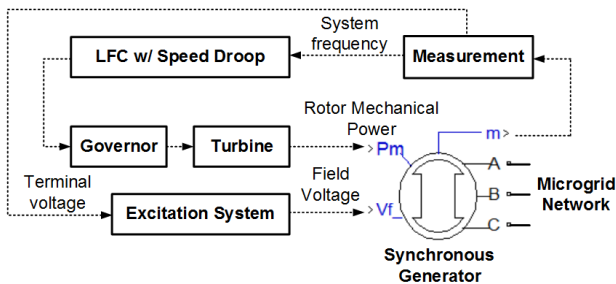 System
frequency
LFC w/ Speed Droop
Measurement
Rotor Mechanical
Power
Governor
Turbine
Pm
m
A
Terminal
voltage
Field
Voltage
Excitation System
Vf_
B
C
Microgrid
Network
Synchronous
Generator